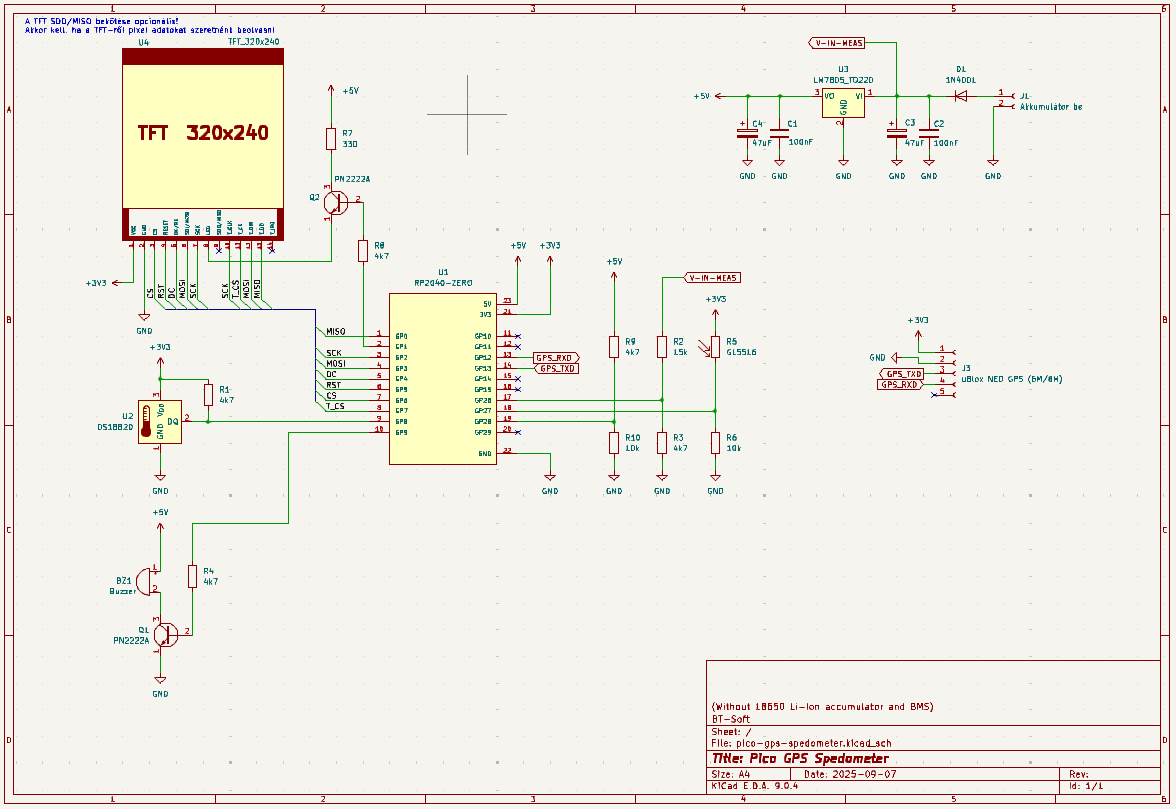 A TFT SDO/MISO bekötése opcionális!
Akkor kell, ha a TFT-ről pixel adatokat szeretnént beolvasni
U4
TFT_320x240
TFT 320x240
VCC
GND
CS
RESET
DC/RS
SDI/MOSI
SCK
LED
SDO/MISO
T_CLK
T_CS
T_DIN
T_DO
T_IRQ
+3V3
GND
CS
RST
DC
MOSI
SCK
SCK
T_CS
MOSI
MISO
+5V
R7
330
PN2222A
Q2
3
2
1
R8
4k7
V-IN-MEAS
U3
LM7805_TO220
+5V
3
VO
VI
1
GND
2
D1
1N4001
1
2
J1
Akkumulátor be
C4
47uF
C1
100nF
C3
47uF
C2
100nF
GND
GND
GND
GND
GND
GND
U1
RP2040-ZERO
+5V
+3V3
5V
23
3V3
21
MISO
1
GP0
2
GP1
SCK
3
GP2
MOSI
4
GP3
DC
5
GP4
RST
6
GP5
CS
7
GP6
T_CS
8
GP7
9
GP8
10
GP9
GP10
11
GP11
12
GP12
13
GPS_RXD
GP13
14
GPS_TXD
GP14
15
GP15
16
GP26
17
GP27
18
GP28
19
GP29
20
GND
22
GND
+5V
R9
4k7
R10
10k
GND
V-IN-MEAS
R2
15k
R3
4k7
GND
+3V3
R5
GL5516
R6
10k
GND
+3V3
GND
GPS_TXD
GPS_RXD
1
2
3
4
5
J3
uBlox NEO GPS (6M/8M)
+3V3
R1
4k7
U2
DS18B20
3
VDD
DQ
2
GND
1
GND
+5V
BZ1
Buzzer
1
2
R4
4k7
Q1
PN2222A
3
2
1
GND
(Without 18650 Li-Ion accumulator and BMS)
BT-Soft
Sheet: /
File: pico-gps-spedometer.kicad_sch
Title: Pico GPS Spedometer
Size: A4
Date: 2025-09-07
Rev:
KiCad E.D.A. 9.0.4
Id: 1/1
1
2
3
4
5
6
A
B
C
D
1
2
3
4
5
6
A
B
C
D